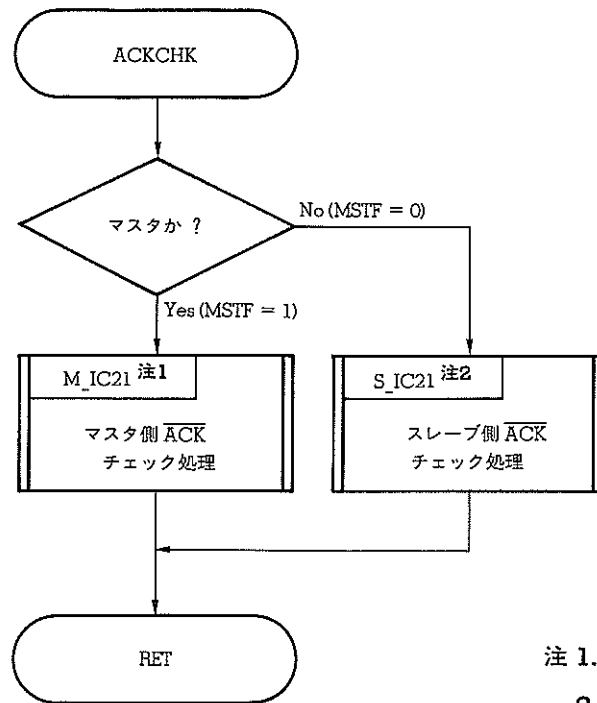 ACKCHK
マスタか ?
No (MSTF = 0)
Yes (MSTF = 1)
M_IC21 注1
マスタ側 ACK
チェック処理
S_IC21 注2
スレーブ側 ACK
チェック処理
RET
注 1.
2